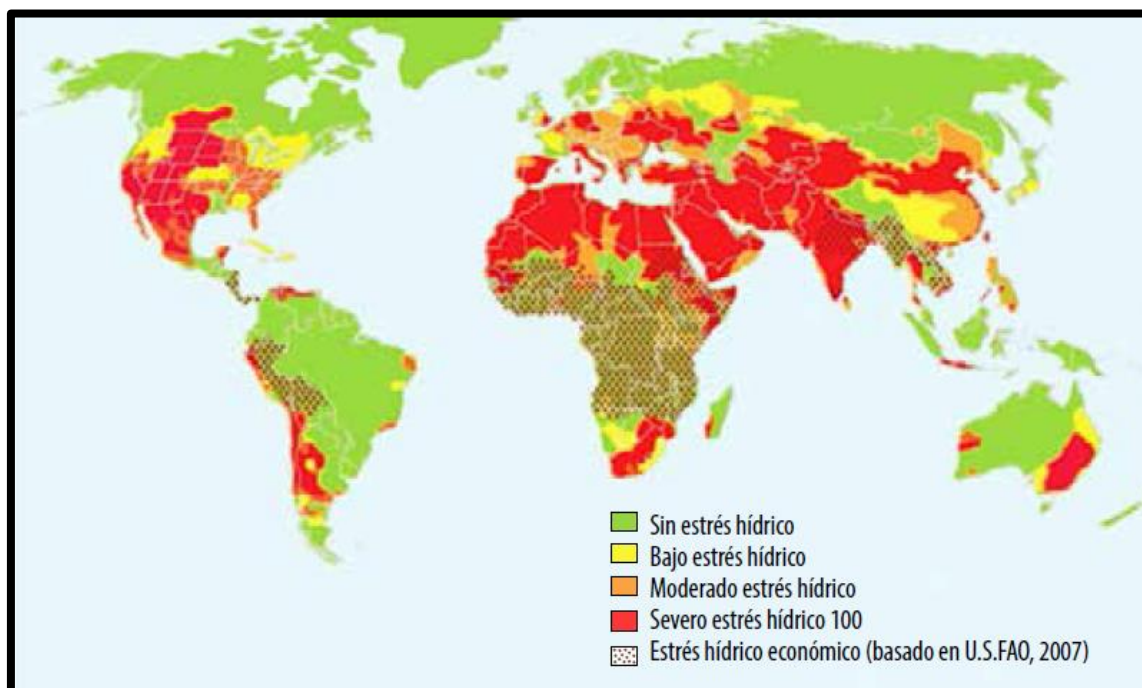 Sin estrés hídrico
Bajo estrés hídrico
Moderado estrés hídrico
Severo estrés hídrico 100
Estrés hídrico económico (basado en U.S.FAO, 2007)